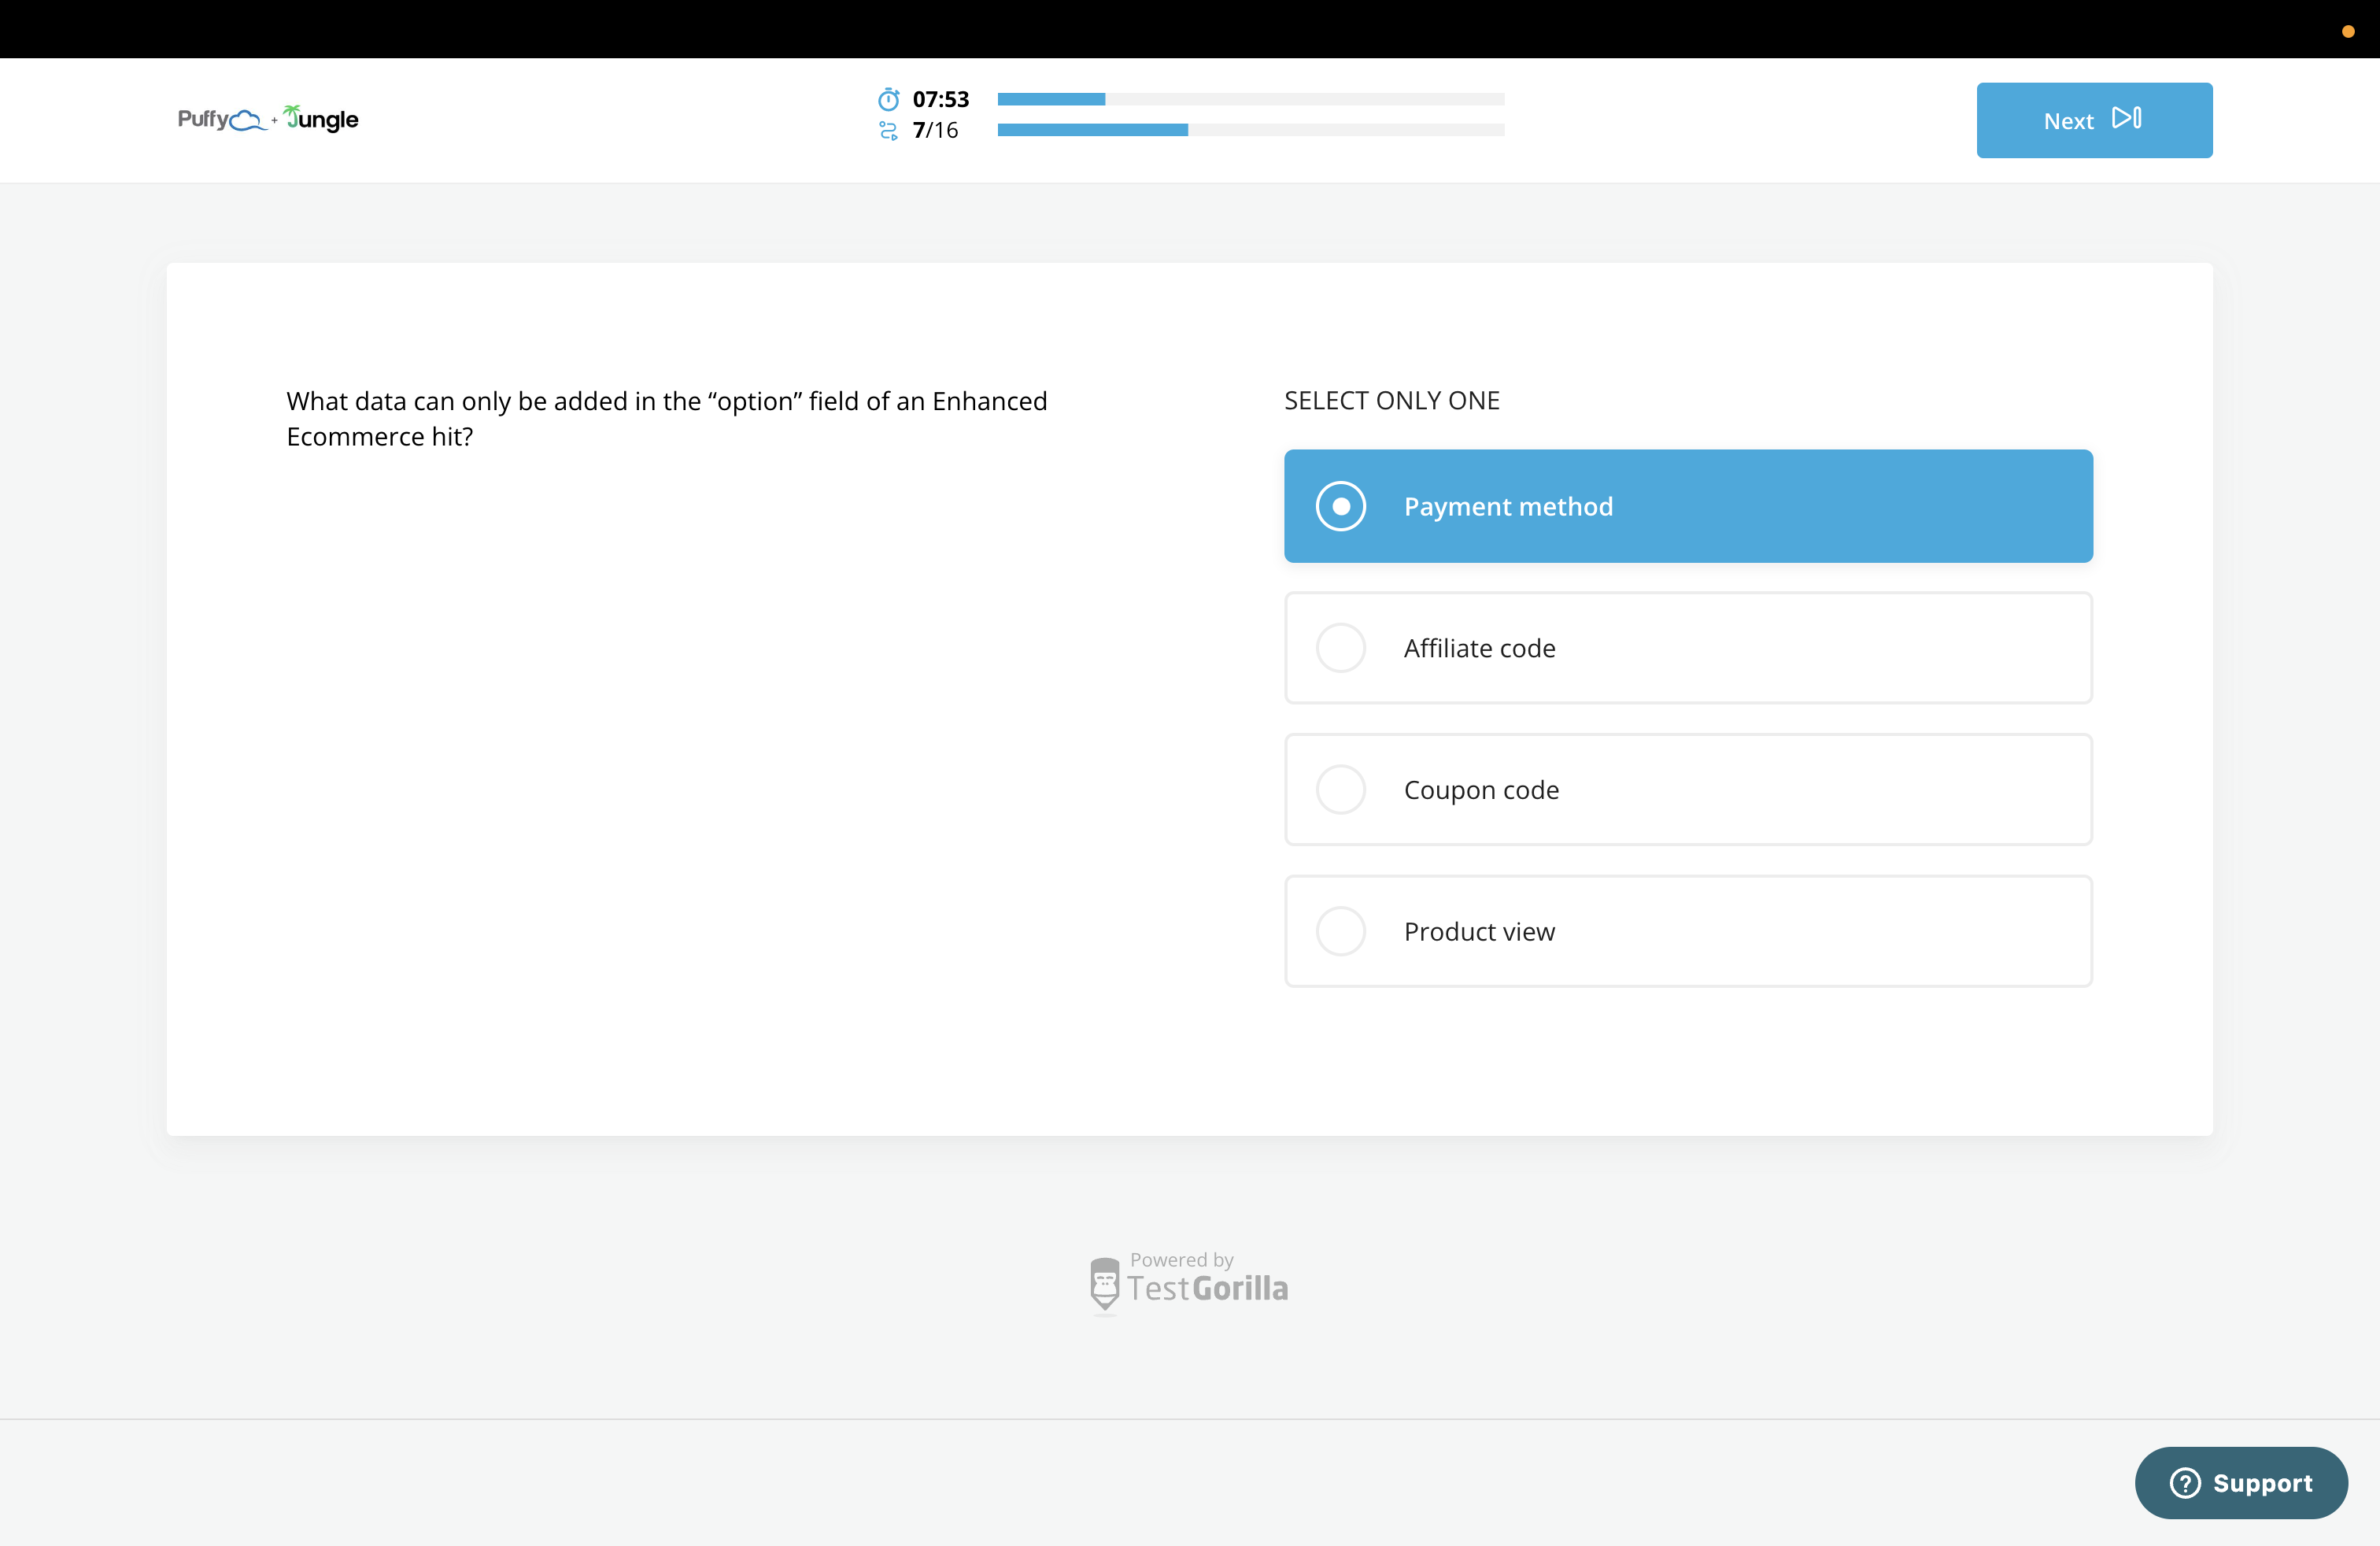 Puffy + Jungle
07:53
7/16
Next
What data can only be added in the “option” field of an Enhanced
Ecommerce hit?
SELECT ONLY ONE
Payment method
Affiliate code
Coupon code
Product view
Powered by
TestGorilla
Support